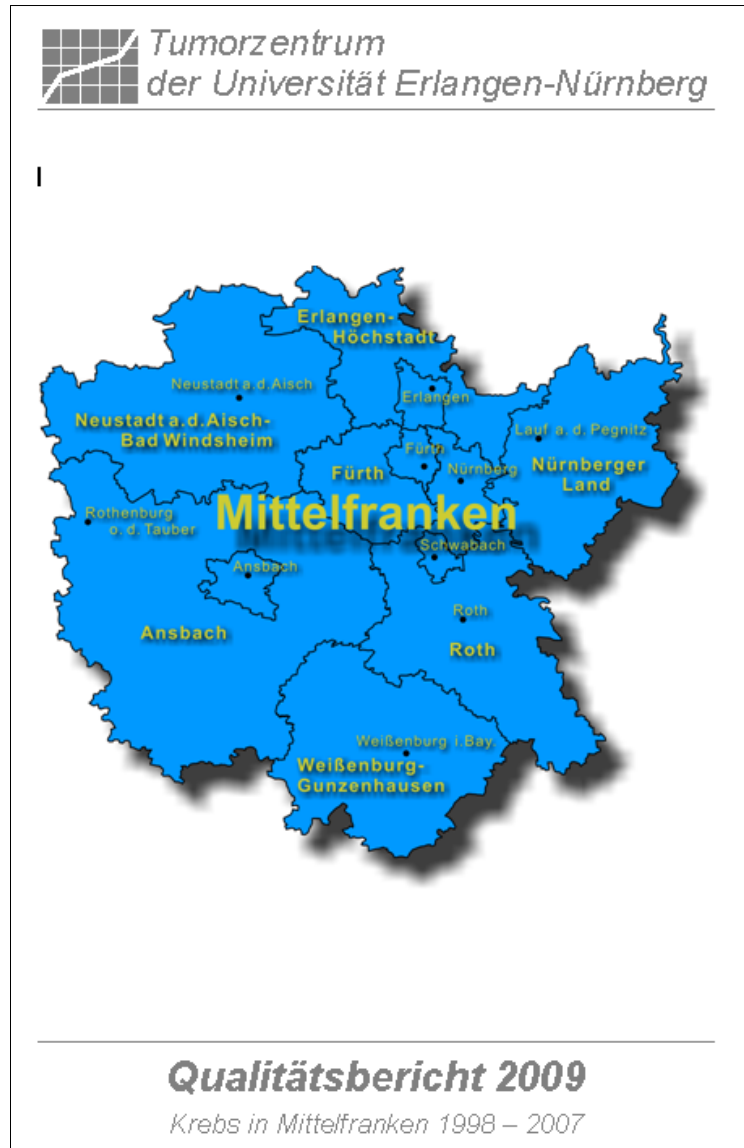 Tumorzentrum
der Universität Erlangen-Nürnberg
Erlangen-
Höchstadt
Neustadt a.d.Aisch
Erlangen
Neustadt a.d.Aisch-
Bad Windsheim
Lauf a. d. Pegnitz
Fürth
Fürth
Nürnberg
Nürnberger
Land
Rothenburg
o. d. Tauber
Mittelfranken
Schwabach
Ansbach
Roth
Ansbach
Roth
Weißenburg i.Bay.
Weißenburg-
Gunzenhausen
Qualitätsbericht 2009
Krebs in Mittelfranken 1998 – 2007